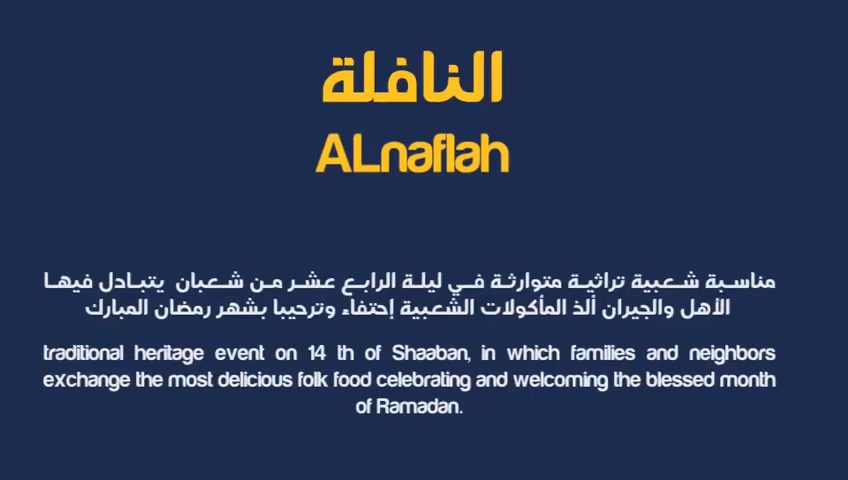 النافلة
ALnaflah
مناسبة شعبية تراثية متوارثة في ليلة الرابع عشر من شعبان يتبادل فيها
الأهل والجيران ألذ المأكولات الشعبية إحتفاء وترحيبا بشهر رمضان المبارك
traditional heritage event on 14 th of Shaaban, in which families and neighbors
exchange the most delicious folk food celebrating and welcoming the blessed month
of Ramadan.